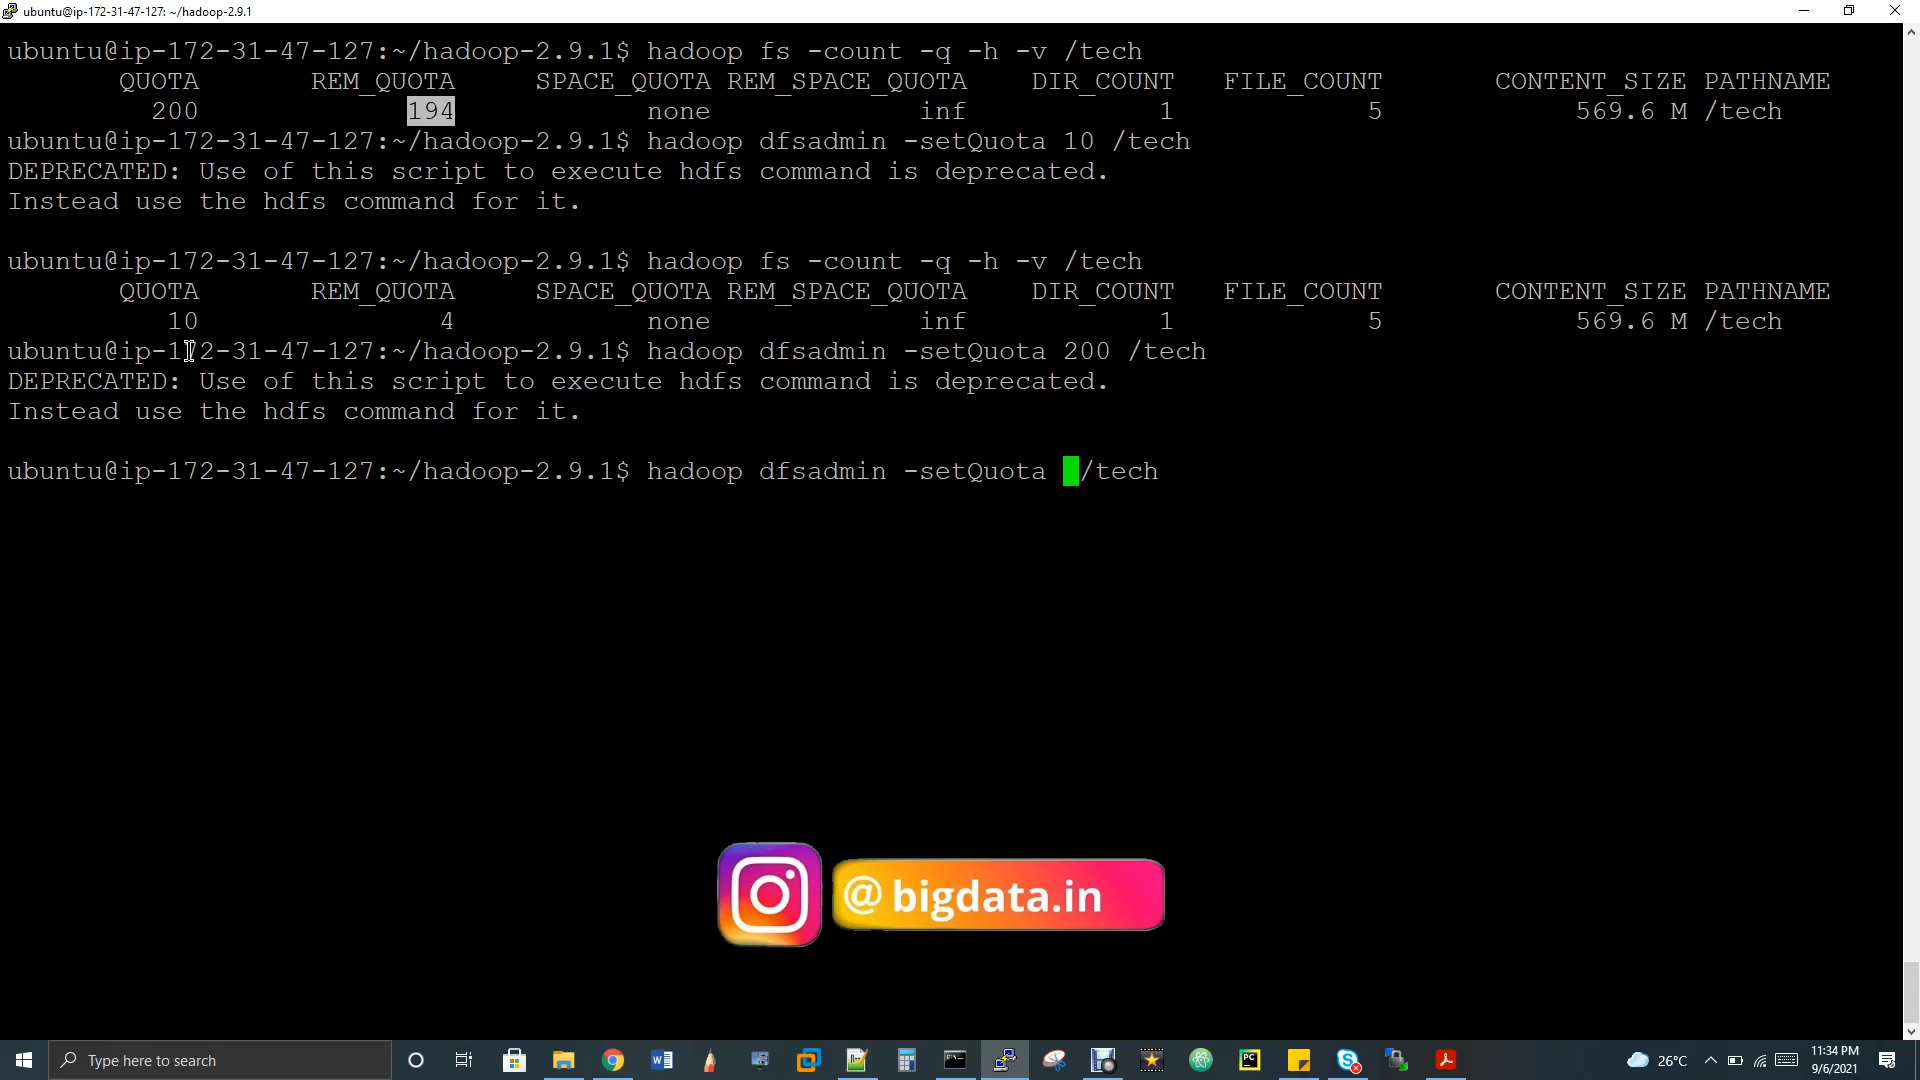 ubuntu@ip-172-31-47-127: ~/hadoop-2.9.1
ubuntu@ip-172-31-47-127:~/hadoop-2.9.1$ hadoop fs -count -q -h -v /tech
QUOTA REM_QUOTA SPACE_QUOTA REM_SPACE_QUOTA DIR_COUNT FILE_COUNT CONTENT_SIZE PATHNAME
200 194 none inf 1 5 569.6 M /tech
ubuntu@ip-172-31-47-127:~/hadoop-2.9.1$ hadoop dfsadmin -setQuota 10 /tech
DEPRECATED: Use of this script to execute hdfs command is deprecated.
Instead use the hdfs command for it.
ubuntu@ip-172-31-47-127:~/hadoop-2.9.1$ hadoop fs -count -q -h -v /tech
QUOTA REM_QUOTA SPACE_QUOTA REM_SPACE_QUOTA DIR_COUNT FILE_COUNT CONTENT_SIZE PATHNAME
10 4 none inf 1 5 569.6 M /tech
ubuntu@ip-172-31-47-127:~/hadoop-2.9.1$ hadoop dfsadmin -setQuota 200 /tech
DEPRECATED: Use of this script to execute hdfs command is deprecated.
Instead use the hdfs command for it.
ubuntu@ip-172-31-47-127:~/hadoop-2.9.1$ hadoop dfsadmin -setQuota /tech
@ bigdata.in
Type here to search
26°C
11:34 PM
9/6/2021